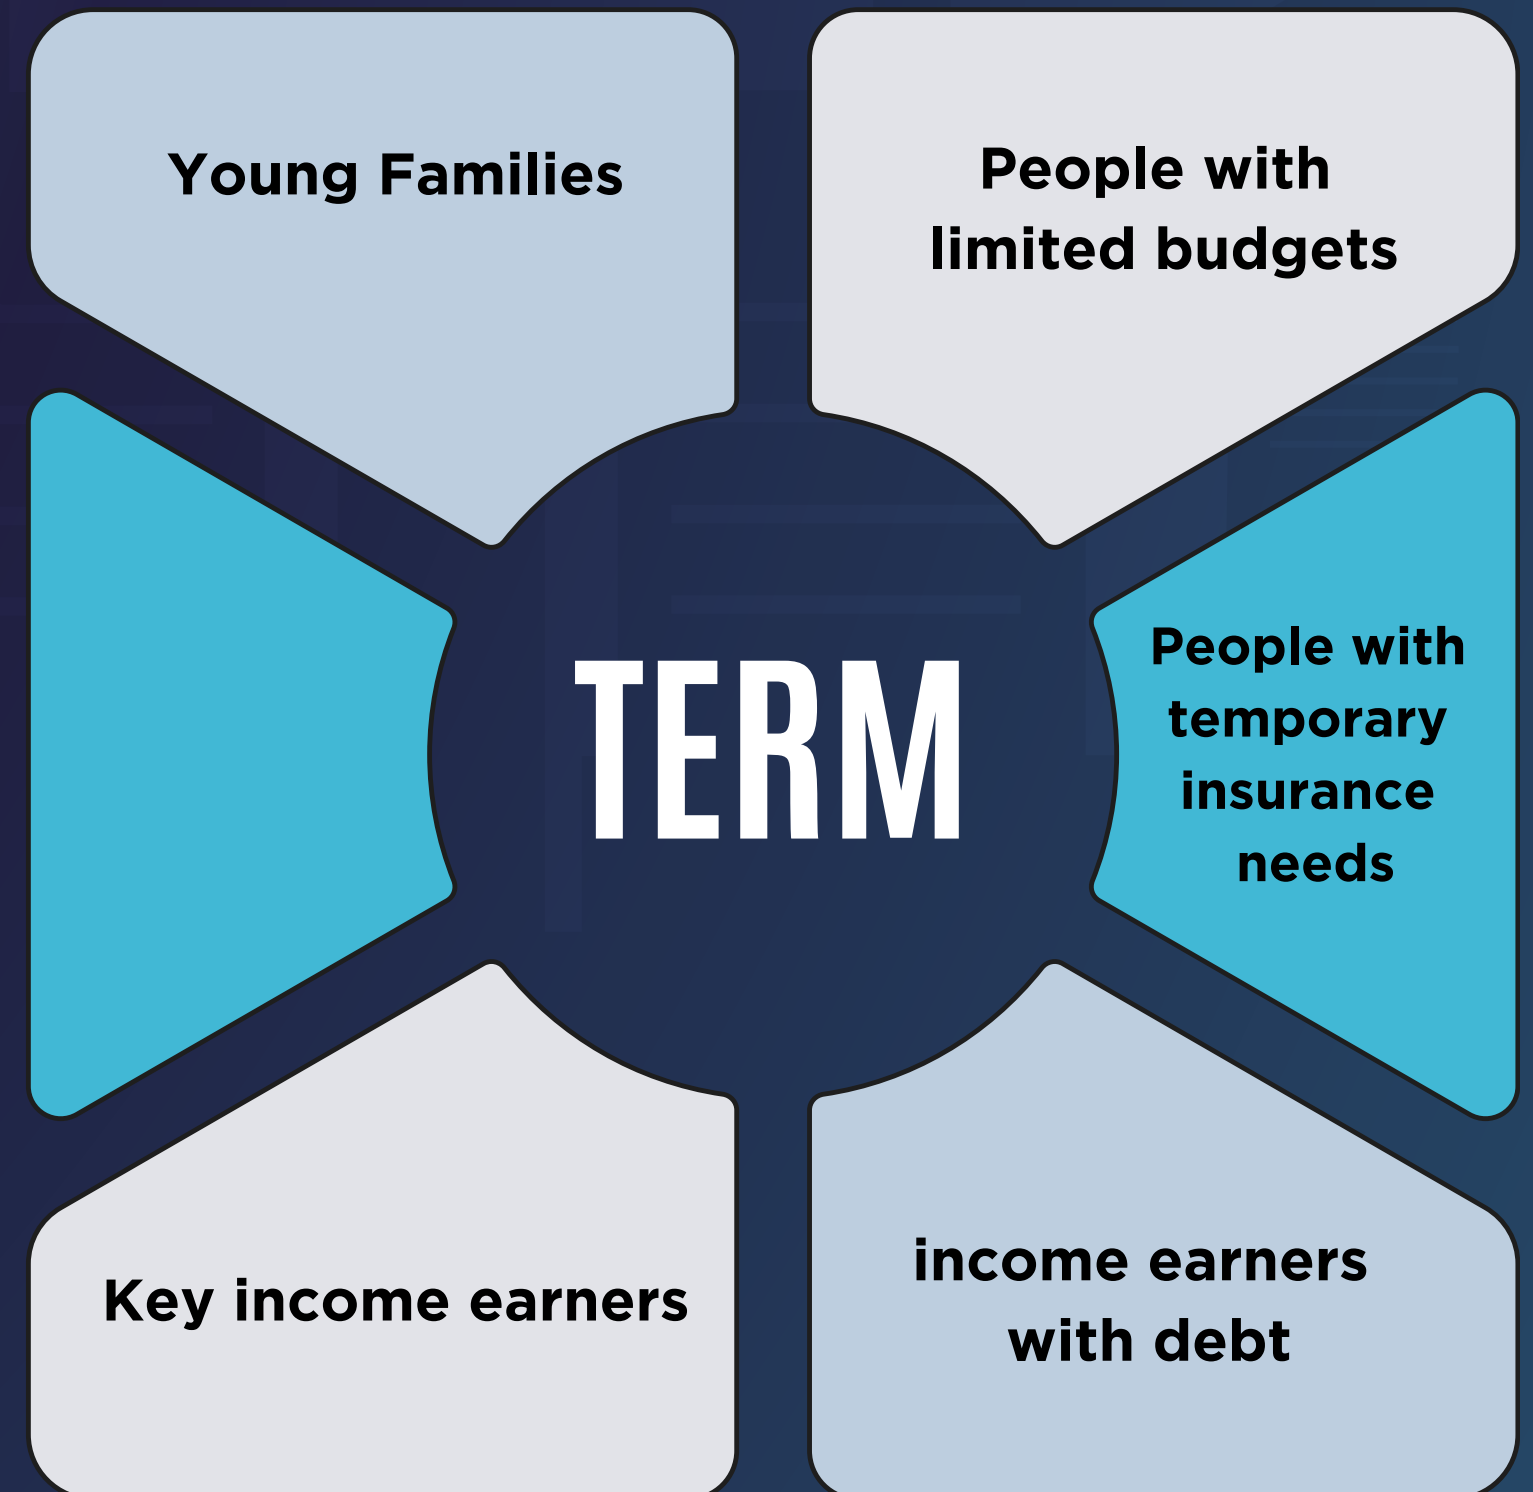 Young Families
People with
limited budgets
TERM
People with
temporary
insurance
needs
Key income earners
income earners
with debt